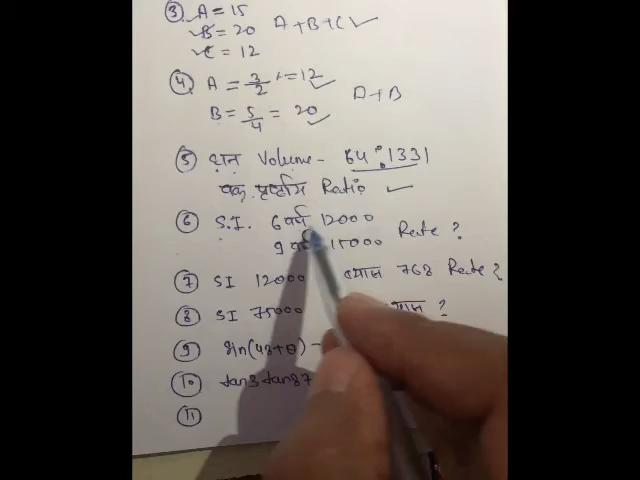 ③ A = 15
B = 20 A+B+C
C = 12
④ A = 3/2 = 12
B = 5/4 = 20 A+B
⑤ घन Volume - 64 : 1331
वक्र पृष्ठीय Ratio
⑥ S.I. 6 वर्ष 12000
9 वर्ष 15000 Rate ?
⑦ SI 12000 ब्याज 768 Rate ?
⑧ SI 75000 ?
⑨ sin(43+θ) -
⑩ tan3 tan87
⑪